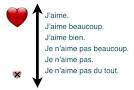 J'aime.
J'aime beaucoup.
J'aime bien.
Je n'aime pas beaucoup.
Je n'aime pas.
Je n'aime pas du tout.